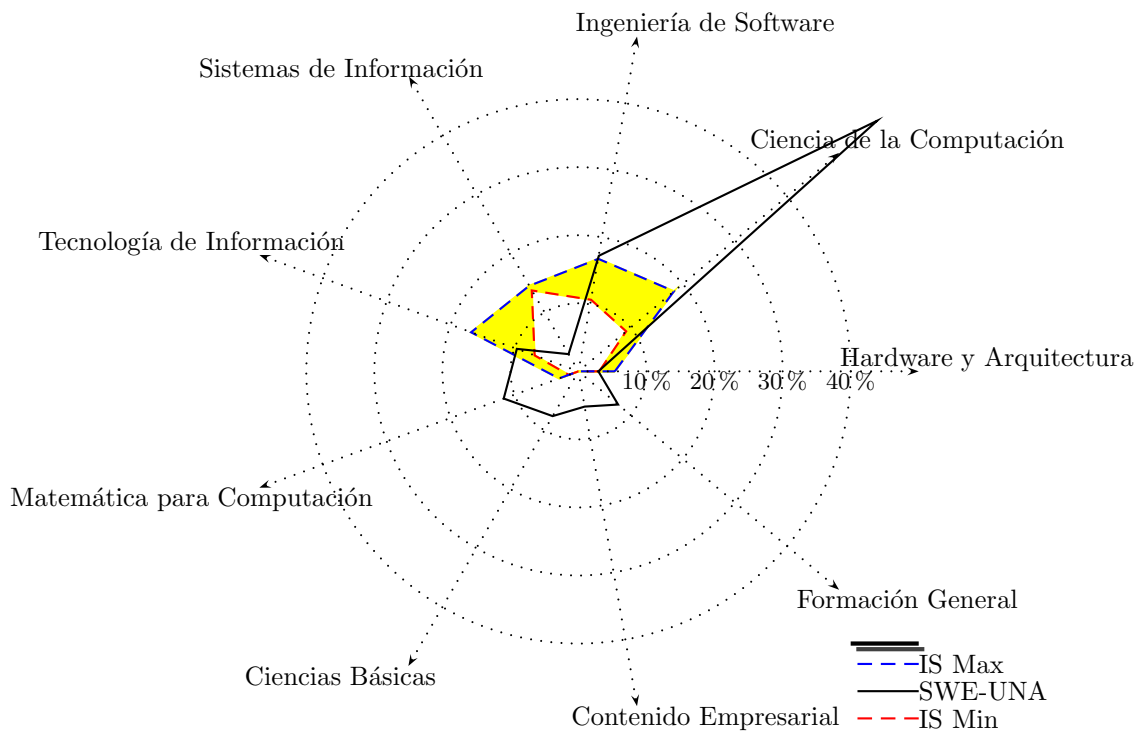 Ingeniería de Software
Sistemas de Información
Ciencia de la Computación
Tecnología de Información
Hardware y Arquitectura
10 % 20 % 30 % 40 %
Matemática para Computación
Formación General
Ciencias Básicas
Contenido Empresarial
IS Max
SWE-UNA
IS Min